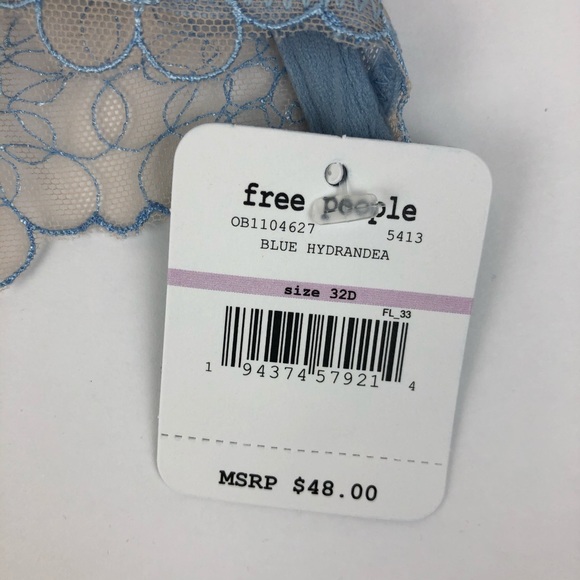 free people
OB1104627 5413
BLUE HYDRANDEA
size 32D
FL_33
1 94374 57921 4
MSRP $48.00